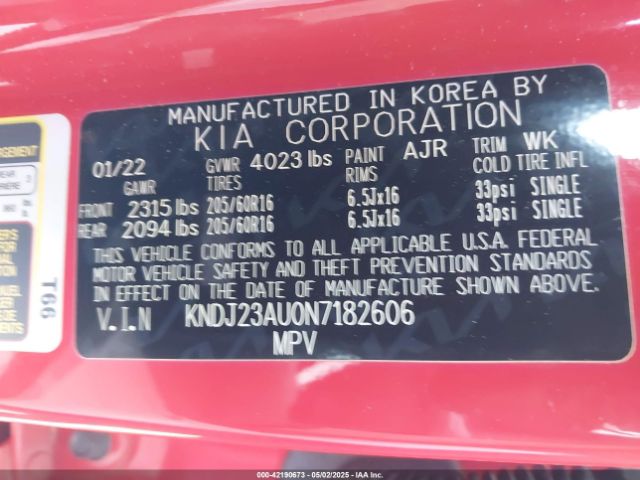 MANUFACTURED IN KOREA BY
KIA CORPORATION
01/22 GVWR 4023 lbs PAINT AJR TRIM WK
GAWR TIRES RIMS COLD TIRE INFL
FRONT 2315 lbs 205/60R16 6.5Jx16 33psi SINGLE
REAR 2094 lbs 205/60R16 6.5Jx16 33psi SINGLE
THIS VEHICLE CONFORMS TO ALL APPLICABLE U.S.A. FEDERAL
MOTOR VEHICLE SAFETY AND THEFT PREVENTION STANDARDS
IN EFFECT ON THE DATE OF MANUFACTURE SHOWN ABOVE.
V.I.N KNDJ23AU0N7182606
MPV
T66
000-42190673 - 05/02/2025 - IAAI.COM